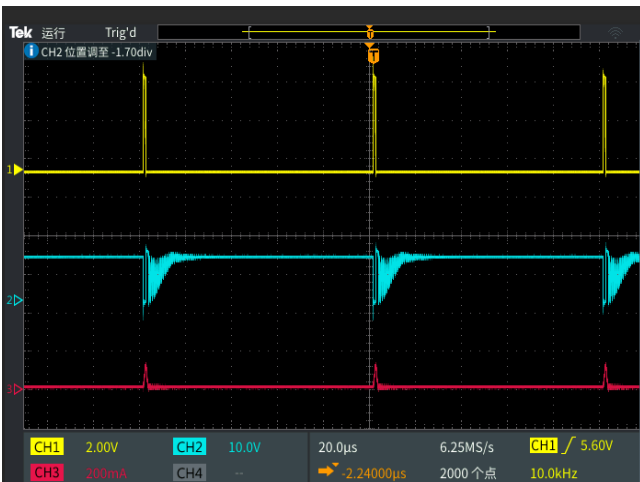 Tek 运行 Trig'd
CH2 位置调至 -1.70div
T
T
1
2
3
CH1 2.00V CH2 10.0V 20.0µs 6.25MS/s CH1 5.60V
CH3 200mA CH4 -- -2.24000µs 2000 个点 10.0kHz